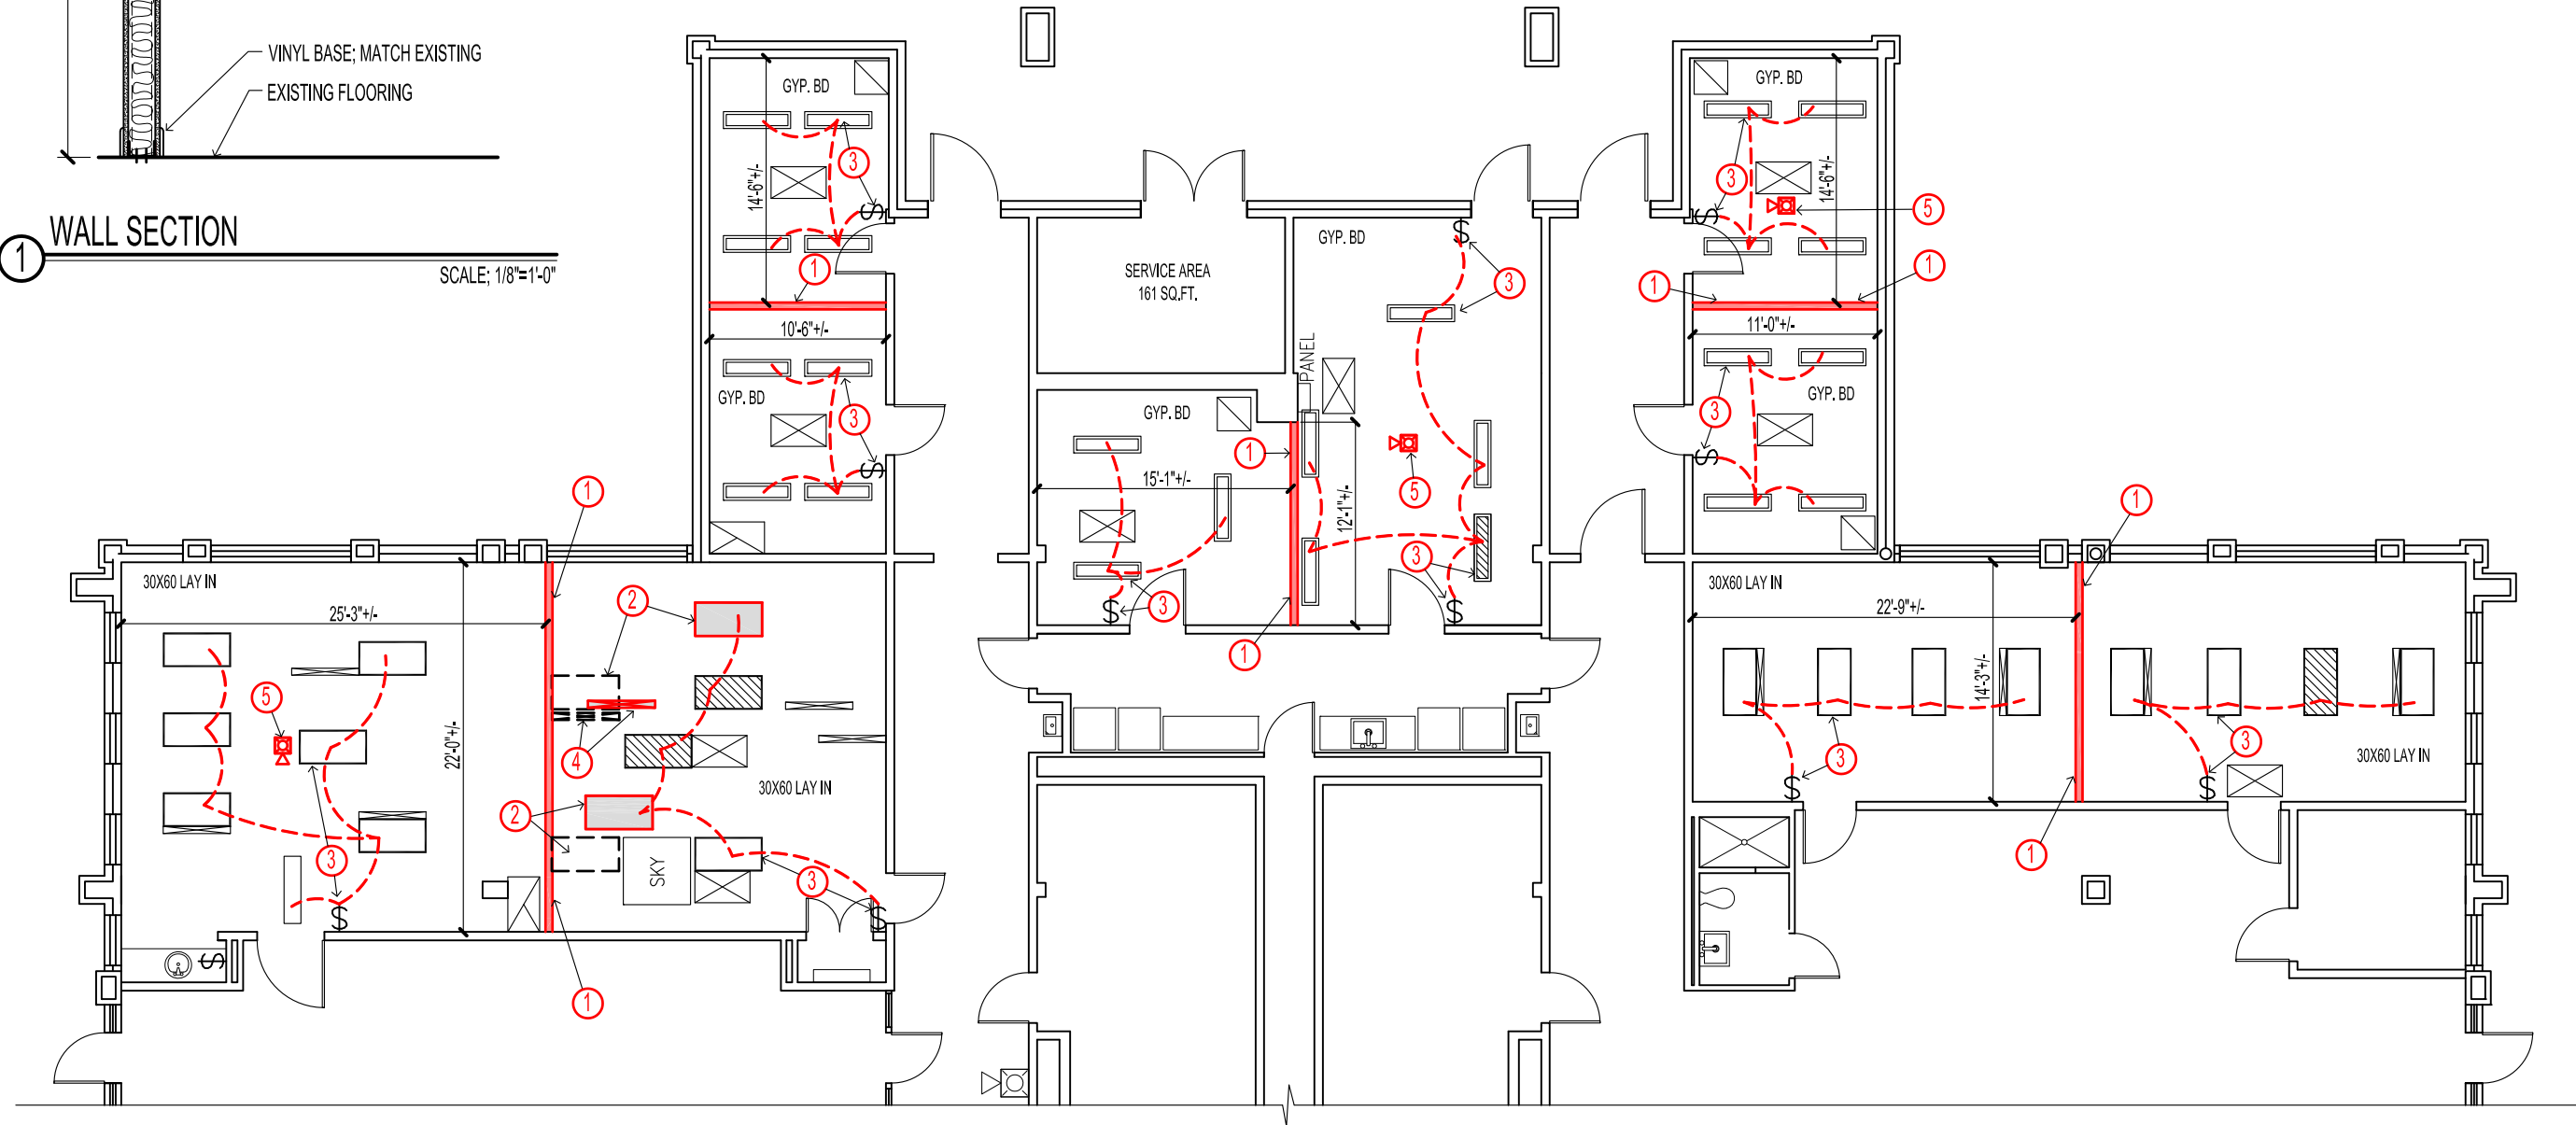 VINYL BASE; MATCH EXISTING
EXISTING FLOORING
1
WALL SECTION
SCALE; 1/8"=1'-0"
GYP. BD
3
14'-6"+/-
$
1
10'-6"+/-
GYP. BD
3
$
SERVICE AREA
161 SQ.FT.
GYP. BD
$
3
PANEL
GYP. BD
1
15'-1"+/-
12'-1"+/-
5
3
3
$
$
1
GYP. BD
3
14'-6"+/-
5
$
1
1
11'-0"+/-
3
GYP. BD
$
1
30X60 LAY IN
25'-3"+/-
22'-0"+/-
5
3
$
$
1
2
4
30X60 LAY IN
2
SKY
3
$
1
30X60 LAY IN
22'-9"+/-
14'-3"+/-
3
$
1
1
3
$
30X60 LAY IN